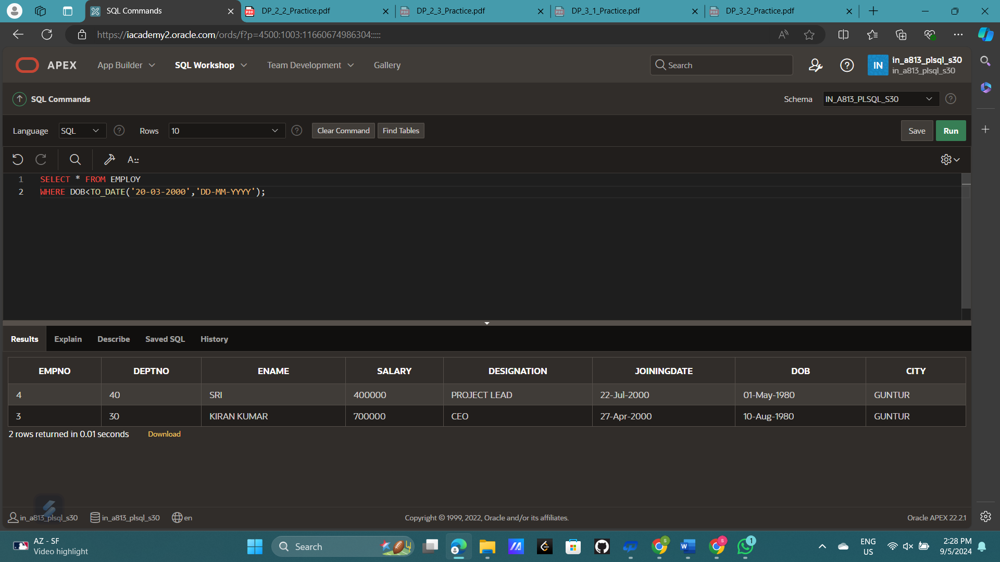 SQL Commands
DP_2_2_Practice.pdf
DP_2_3_Practice.pdf
DP_3_1_Practice.pdf
DP_3_2_Practice.pdf
https://iacademy2.oracle.com/ords/f?p=4500:1003:11660674986304:::::
APEX
App Builder
SQL Workshop
Team Development
Gallery
Search
IN
in_a813_plsql_s30
in_a813_plsql_s30
SQL Commands
Schema
IN_A813_PLSQL_S30
Language
SQL
Rows
10
Clear Command
Find Tables
Save
Run
1 SELECT * FROM EMPLOY
2 WHERE DOB<TO_DATE('20-03-2000','DD-MM-YYYY');
Results Explain Describe Saved SQL History
EMPNO DEPTNO ENAME SALARY DESIGNATION JOININGDATE DOB CITY
4 40 SRI 400000 PROJECT LEAD 22-Jul-2000 01-May-1980 GUNTUR
3 30 KIRAN KUMAR 700000 CEO 27-Apr-2000 10-Aug-1980 GUNTUR
2 rows returned in 0.01 seconds Download
in_a813_plsql_s30
in_a813_plsql_s30
en
Copyright © 1999, 2022, Oracle and/or its affiliates.
Oracle APEX 22.2.1
AZ - SF
Video highlight
Search
1
ENG
US
2:28 PM
9/5/2024